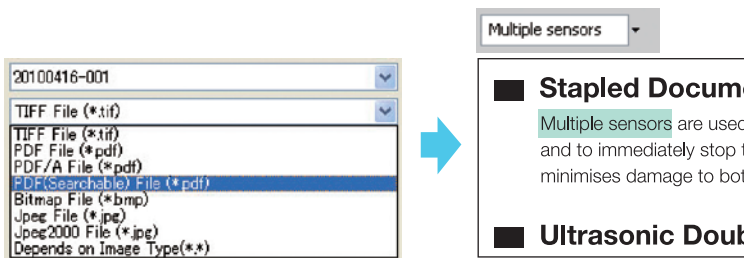 20100416-001
TIFF File (*.tif)
TIFF File (*.tif)
PDF File (*pdf)
PDF/A File (*pdf)
PDF(Searchable) File (*pdf)
Bitmap File (*bmp)
Jpeg File (*.jpg)
Jpeg2000 File (*.jpg)
Depends on Image Type(*.*)
Multiple sensors
Stapled Docume
Multiple sensors are used
and to immediately stop t
minimises damage to bot
Ultrasonic Doub